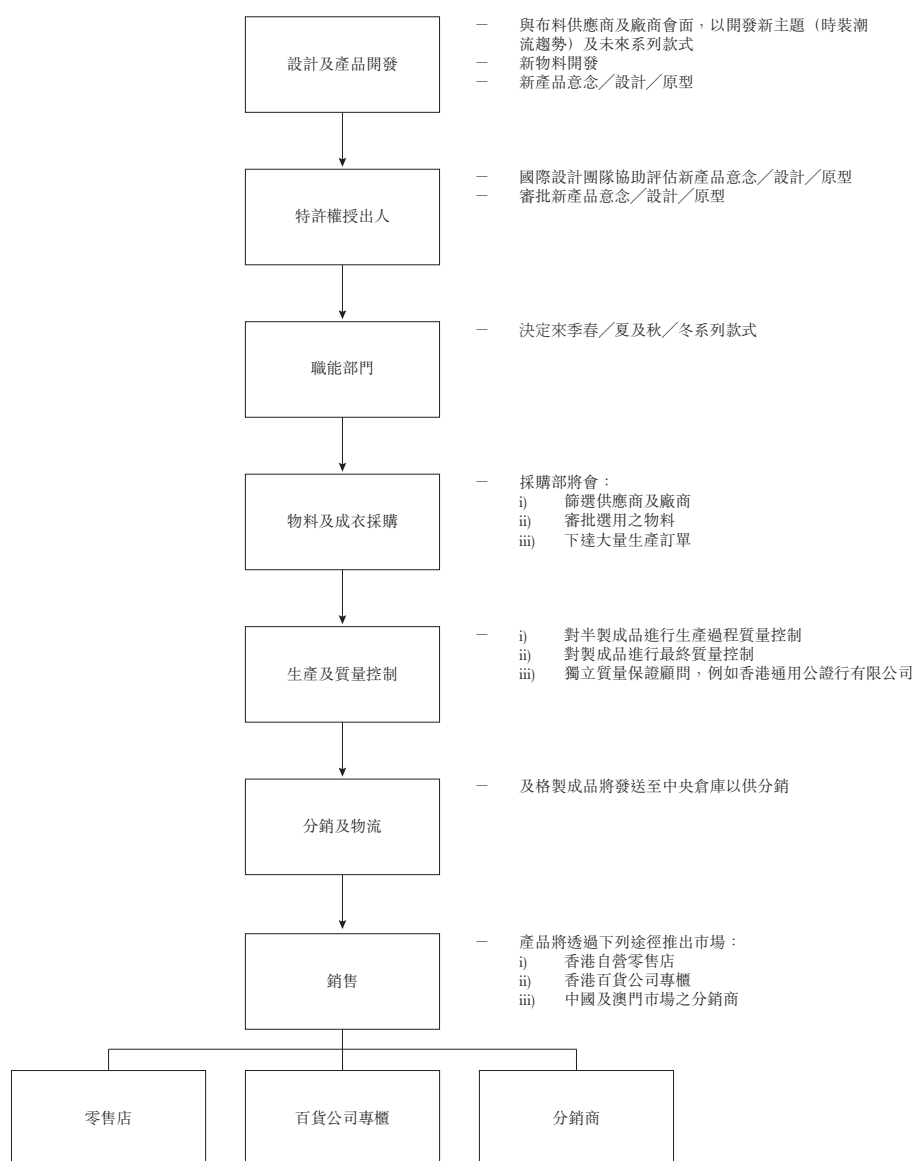 設計及產品開發
－ 與布料供應商及廠商會面，以開發新主題（時裝潮
流趨勢）及未來系列款式
－ 新物料開發
－ 新產品意念／設計／原型
特許權授出人
－ 國際設計團隊協助評估新產品意念／設計／原型
－ 審批新產品意念／設計／原型
職能部門
－ 決定來季春／夏及秋／冬系列款式
物料及成衣採購
－ 採購部將會：
i) 篩選供應商及廠商
ii) 審批選用之物料
iii) 下達大量生產訂單
生產及質量控制
－ i) 對半製成品進行生產過程質量控制
ii) 對製成品進行最終質量控制
iii) 獨立質量保證顧問，例如香港通用公證行有限公司
分銷及物流
－ 及格製成品將發送至中央倉庫以供分銷
銷售
－ 產品將透過下列途徑推出市場：
i) 香港自營零售店
ii) 香港百貨公司專櫃
iii) 中國及澳門市場之分銷商
零售店
百貨公司專櫃
分銷商